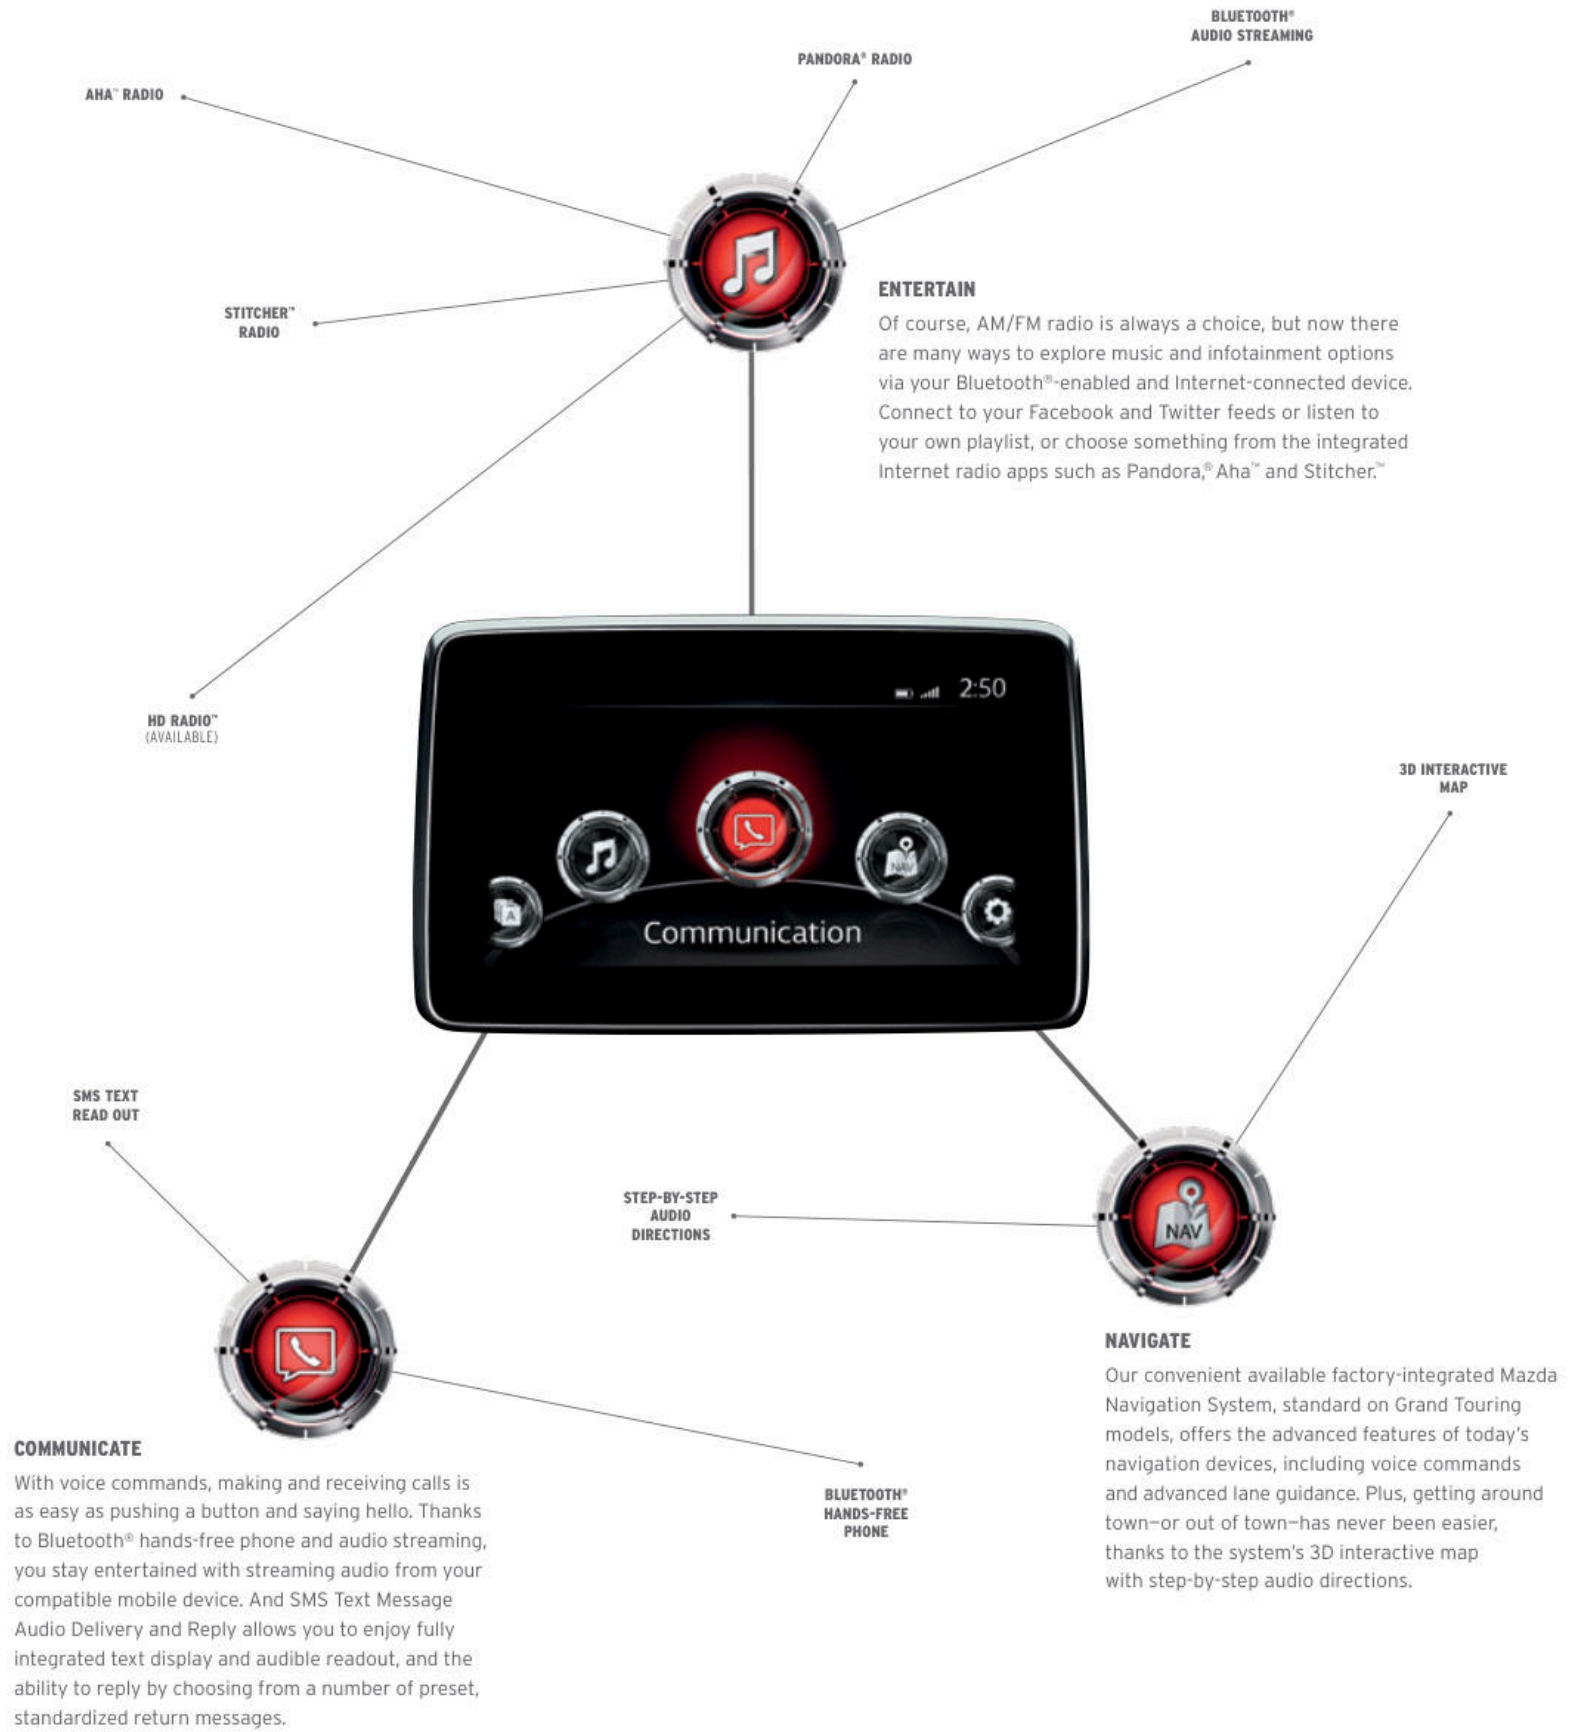 BLUETOOTH®
AUDIO STREAMING
PANDORA® RADIO
AHA™ RADIO
STITCHER™
RADIO
ENTERTAIN
Of course, AM/FM radio is always a choice, but now there
are many ways to explore music and infotainment options
via your Bluetooth®-enabled and Internet-connected device.
Connect to your Facebook and Twitter feeds or listen to
your own playlist, or choose something from the integrated
Internet radio apps such as Pandora,® Aha™ and Stitcher.™
HD RADIO™
(AVAILABLE)
2:50
NAV
A
Communication
3D INTERACTIVE
MAP
SMS TEXT
READ OUT
STEP-BY-STEP
AUDIO
DIRECTIONS
NAV
COMMUNICATE
With voice commands, making and receiving calls is
as easy as pushing a button and saying hello. Thanks
to Bluetooth® hands-free phone and audio streaming,
you stay entertained with streaming audio from your
compatible mobile device. And SMS Text Message
Audio Delivery and Reply allows you to enjoy fully
integrated text display and audible readout, and the
ability to reply by choosing from a number of preset,
standardized return messages.
BLUETOOTH®
HANDS-FREE
PHONE
NAVIGATE
Our convenient available factory-integrated Mazda
Navigation System, standard on Grand Touring
models, offers the advanced features of today's
navigation devices, including voice commands
and advanced lane guidance. Plus, getting around
town—or out of town—has never been easier,
thanks to the system's 3D interactive map
with step-by-step audio directions.